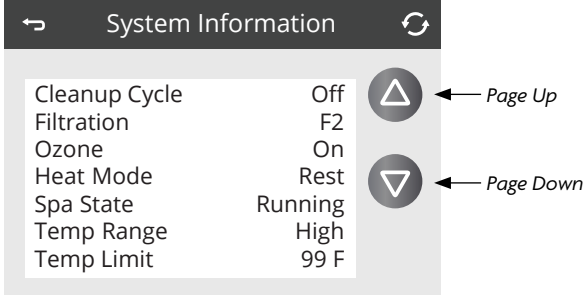 System Information
Cleanup Cycle Off
Filtration F2
Ozone On
Heat Mode Rest
Spa State Running
Temp Range High
Temp Limit 99 F
Page Up
Page Down